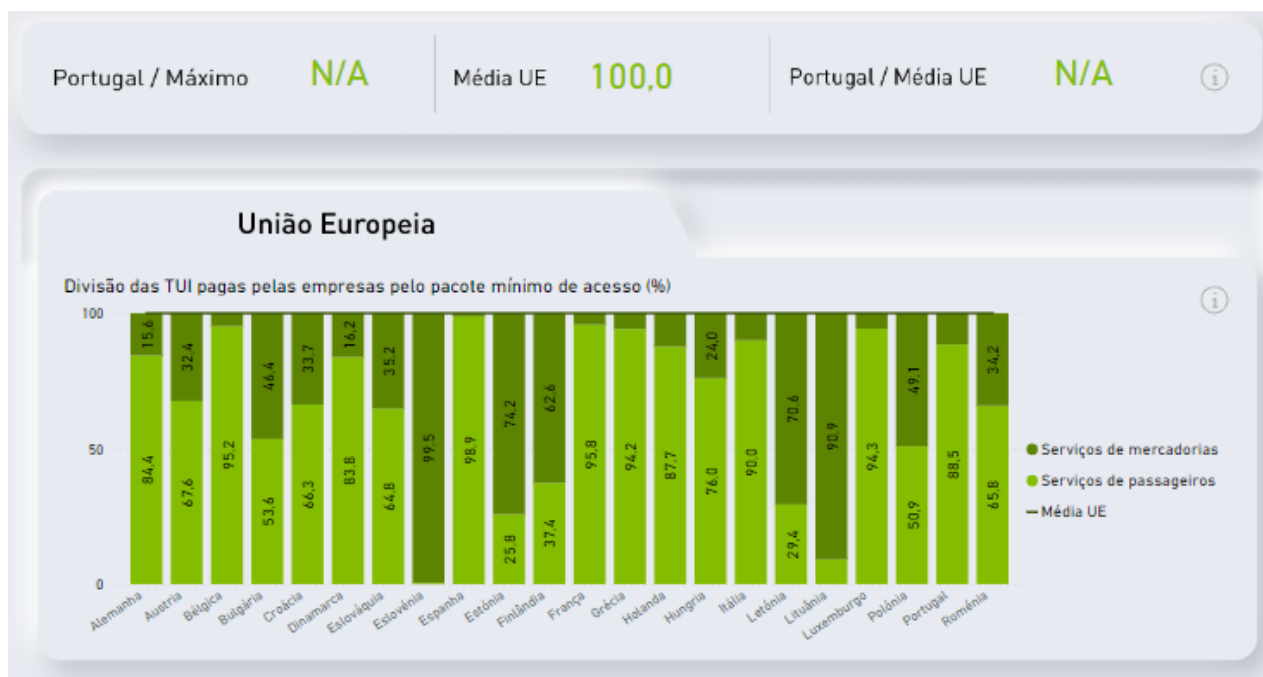 Portugal / Máximo N/A Média UE 100,0 Portugal / Média UE N/A i
União Europeia
Divisão das TUI pagas pelas empresas pelo pacote mínimo de acesso (%) i
100
50
0
15,6 32,4 46,4 33,7 16,2 35,2 99,5 74,2 62,6 24,0 70,6 90,9 49,1 34,2
84,4 67,6 95,2 53,6 66,3 83,8 64,8 98,9 25,8 37,4 95,8 94,2 87,7 76,0 90,0 29,4 94,3 50,9 88,5 65,8
Alemanha Austria Bélgica Bulgária Croácia Dinamarca Eslováquia Eslovénia Espanha Estónia Finlândia França Grécia Holanda Hungria Itália Letónia Lituânia Luxemburgo Polónia Portugal Roménia
Serviços de mercadorias
Serviços de passageiros
Média UE